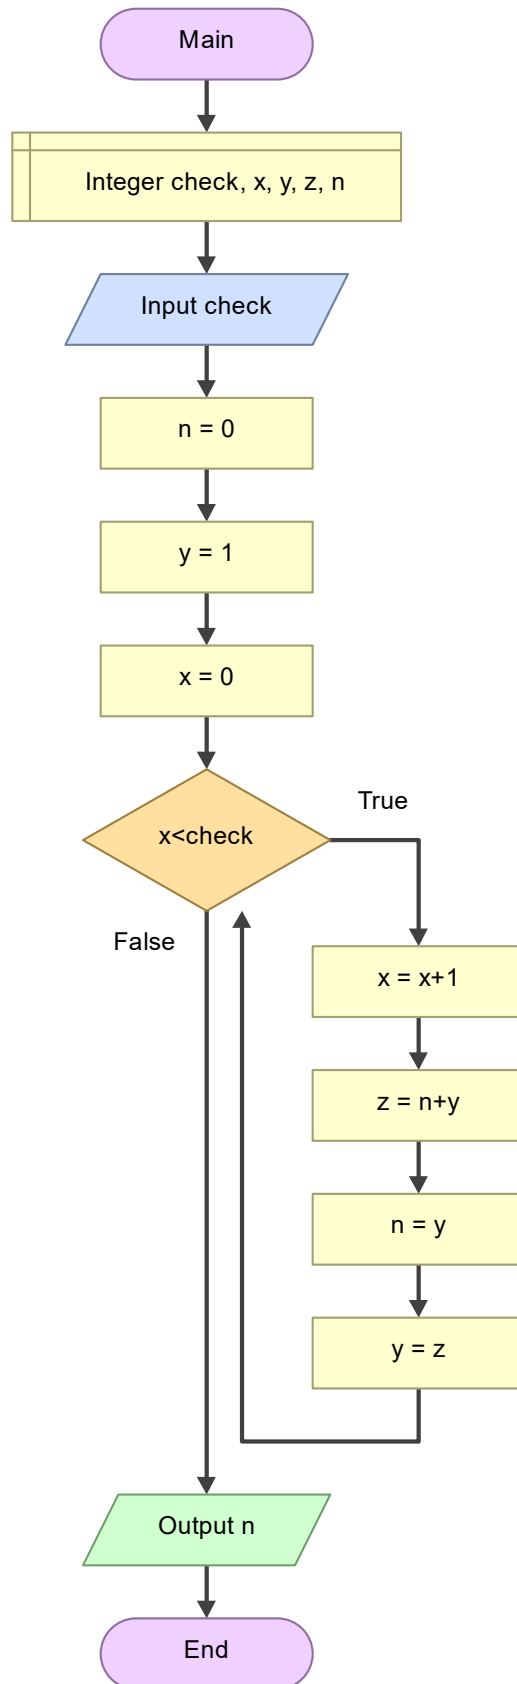 Main
Integer check, x, y, z, n
Input check
n = 0
y = 1
x = 0
x<check
True
False
x = x+1
z = n+y
n = y
y = z
Output n
End